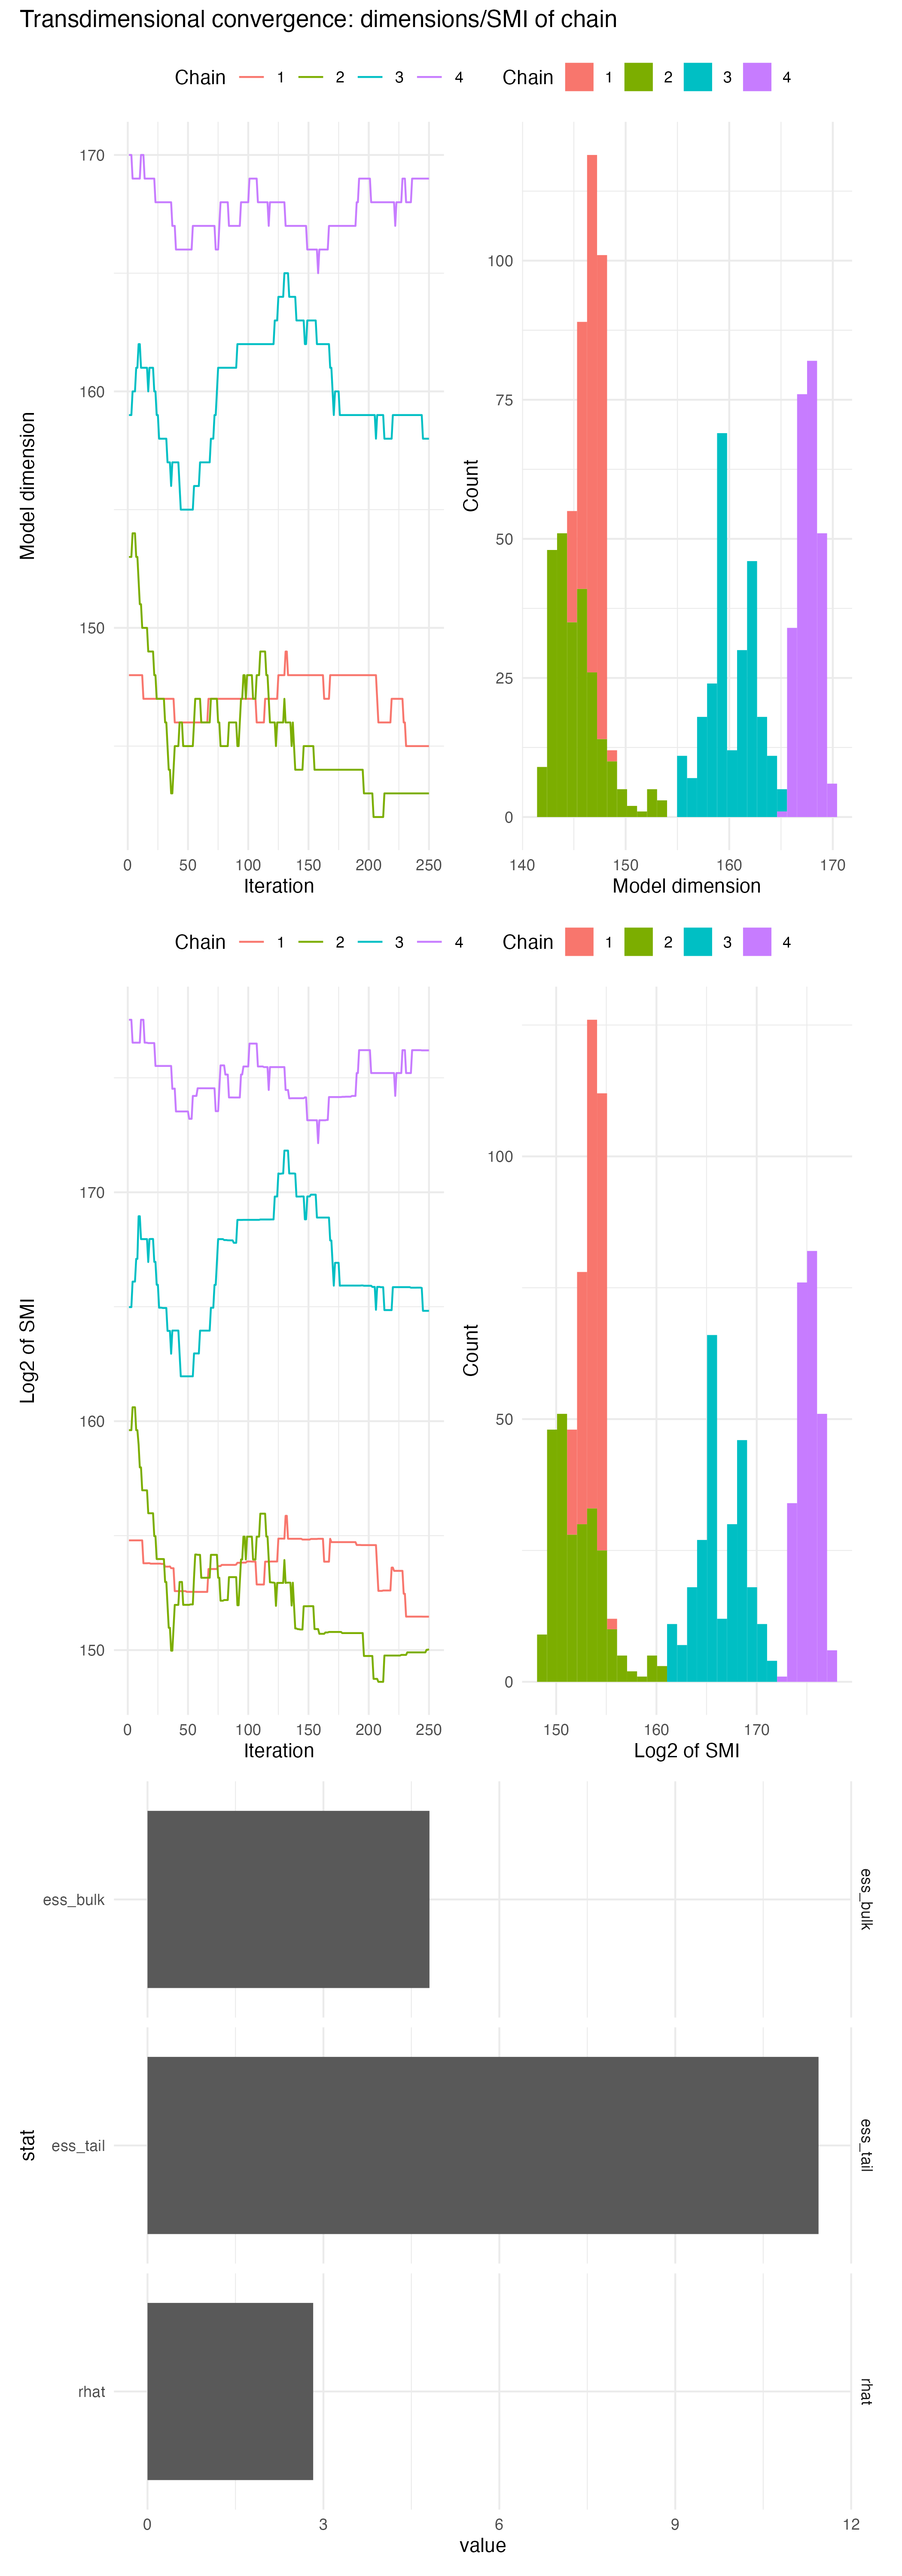 Transdimensional convergence: dimensions/SMI of chain
Chain 1 2 3 4
Chain 1 2 3 4
170
160
150
Model dimension
0 50 100 150 200 250
Iteration
100
75
50
25
0
Count
140 150 160 170
Model dimension
Chain 1 2 3 4
Chain 1 2 3 4
170
160
150
Log2 of SMI
0 50 100 150 200 250
Iteration
100
50
0
Count
150 160 170
Log2 of SMI
stat
ess_bulk
ess_bulk
ess_tail
ess_tail
rhat
rhat
0 3 6 9 12
value